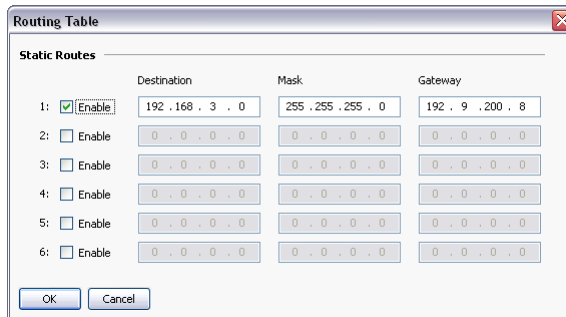 Routing Table
Static Routes
Destination Mask Gateway
1: Enable 192 . 168 . 3 . 0 255 . 255 . 255 . 0 192 . 9 . 200 . 8
2: Enable 0 . 0 . 0 . 0 0 . 0 . 0 . 0 0 . 0 . 0 . 0
3: Enable 0 . 0 . 0 . 0 0 . 0 . 0 . 0 0 . 0 . 0 . 0
4: Enable 0 . 0 . 0 . 0 0 . 0 . 0 . 0 0 . 0 . 0 . 0
5: Enable 0 . 0 . 0 . 0 0 . 0 . 0 . 0 0 . 0 . 0 . 0
6: Enable 0 . 0 . 0 . 0 0 . 0 . 0 . 0 0 . 0 . 0 . 0
OK Cancel